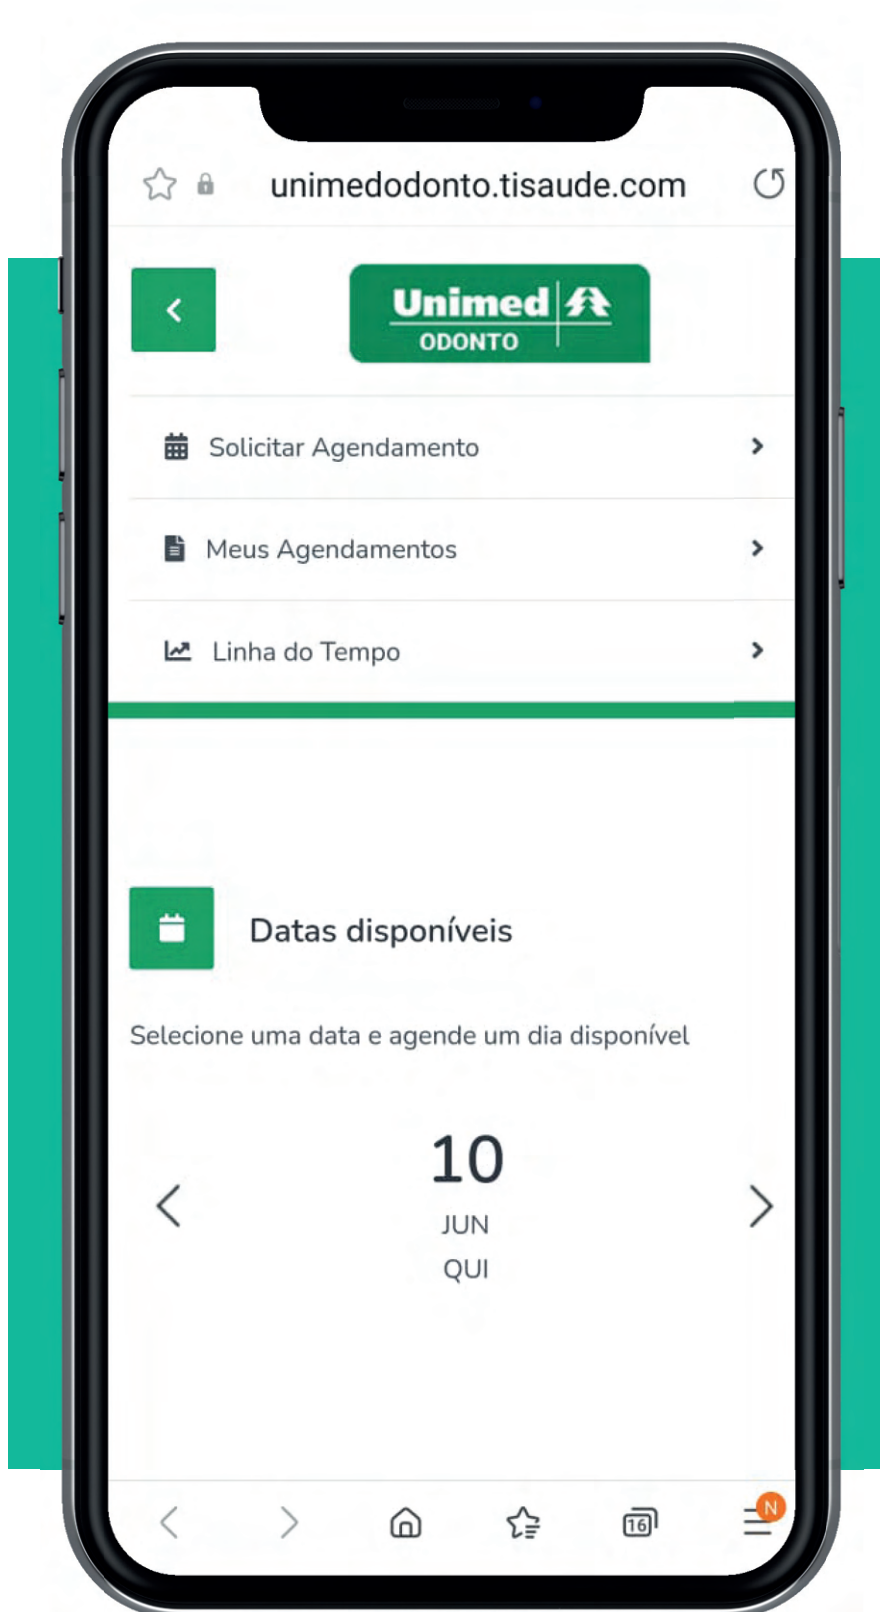 unimedodonto.tisaude.com
Unimed
ODONTO
Solicitar Agendamento
Meus Agendamentos
Linha do Tempo
Datas disponíveis
Selecione uma data e agende um dia disponível
10
JUN
QUI
16
N